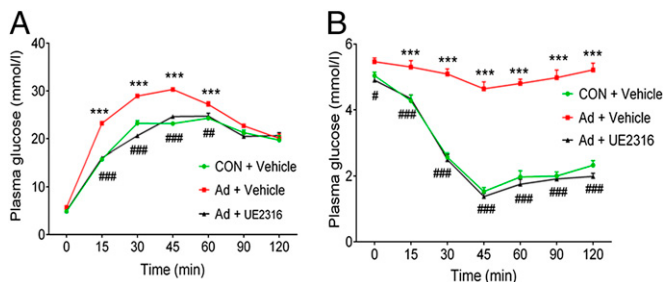 A
Plasma glucose (mmol/l)
40
30
20
10
0
***
***
***
***
###
###
###
##
CON + Vehicle
Ad + Vehicle
Ad + UE2316
0 15 30 45 60 90 120
Time (min)
B
Plasma glucose (mmol/l)
6
4
2
0
***
***
***
***
***
***
#
###
###
###
###
###
###
CON + Vehicle
Ad + Vehicle
Ad + UE2316
0 15 30 45 60 90 120
Time (min)